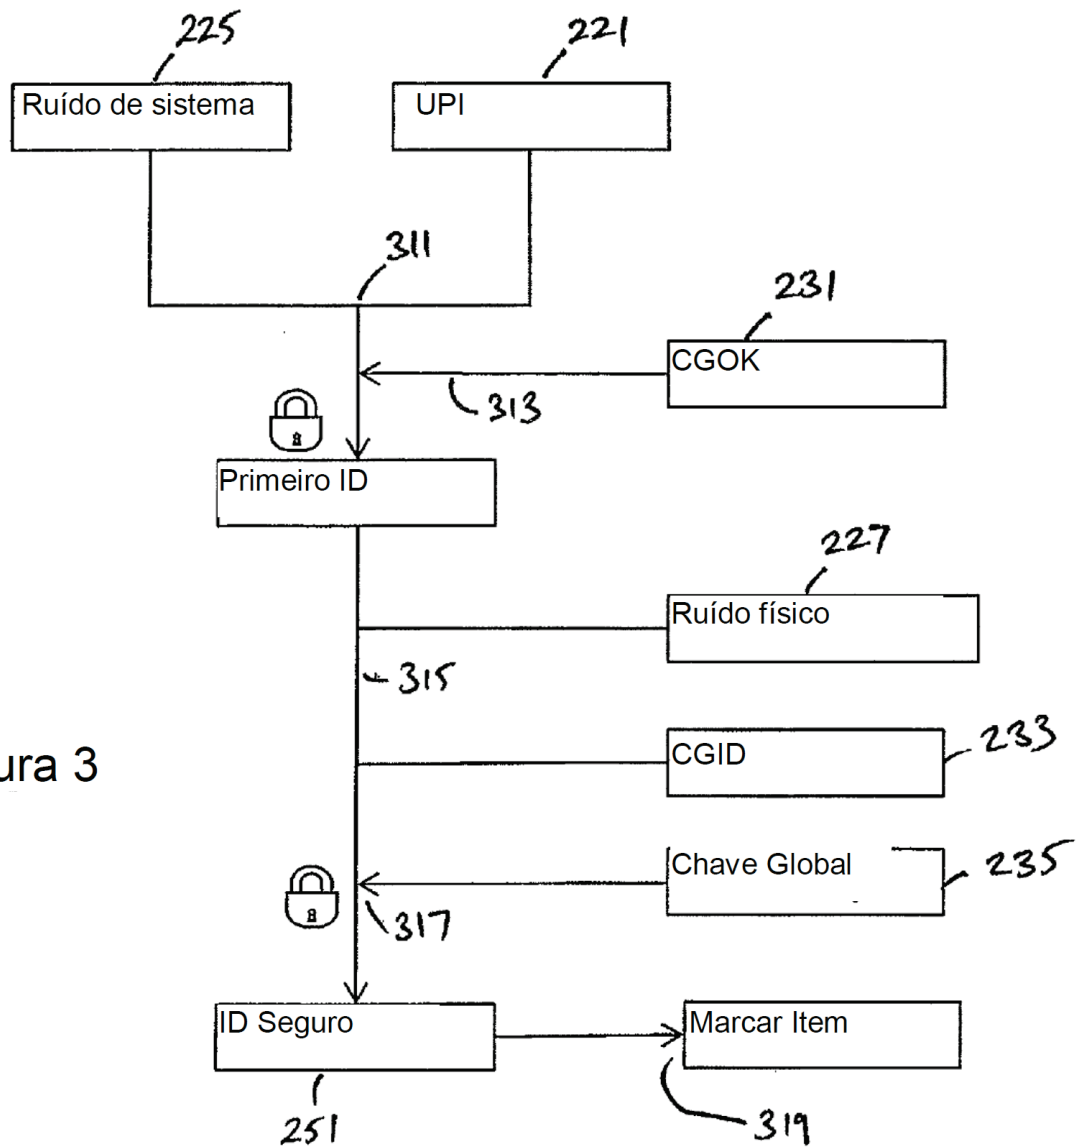 225
221
Ruído de sistema
UPI
311
231
CGOK
313
Primeiro ID
227
Ruído físico
315
ura 3
CGID
233
Chave Global
235
317
ID Seguro
Marcar Item
251
319